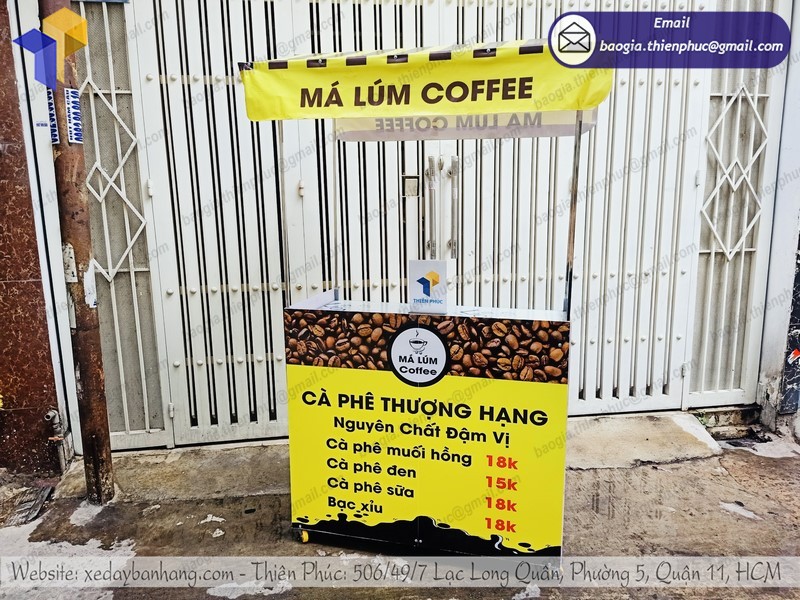 Email
baogia.thienphuc@gmail.com
MÁ LÚM COFFEE
MÁ LÚM COFFEE
THIÊN PHÚC
MÁ LÚM
Coffee
CÀ PHÊ THƯỢNG HẠNG
Nguyên Chất Đậm Vị
Cà phê muối hồng 18k
Cà phê đen 15k
Cà phê sữa 18k
Bạc xỉu 18k
Website: xedaybanhang.com - Thiên Phúc: 506/49/7 Lạc Long Quân, Phường 5, Quân 11, HCM